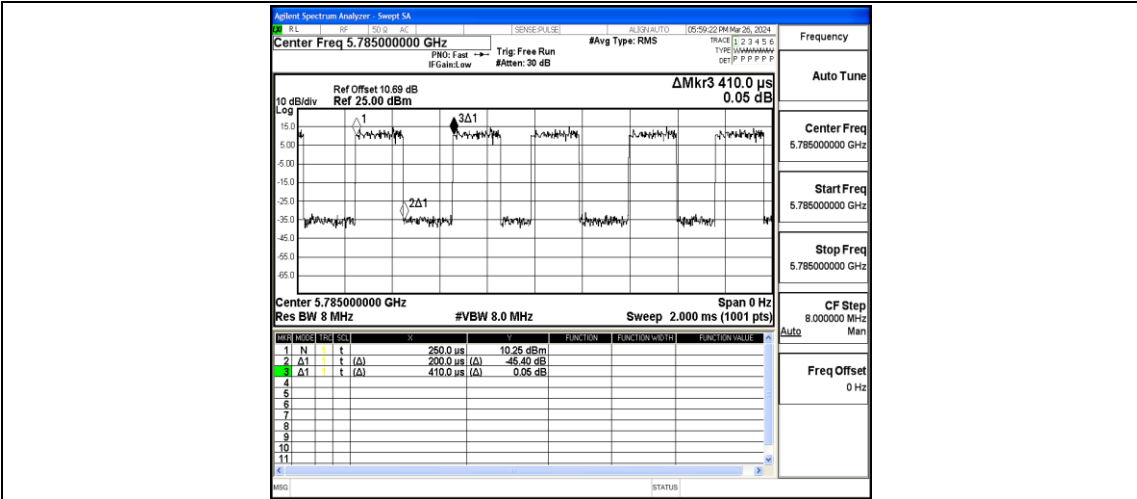 Agilent Spectrum Analyzer - Swept SA
RL RF 50 Ω AC SENSE:PULSE ALIGN AUTO 05:59:22 PM Mar 26, 2024
Center Freq 5.785000000 GHz
#Avg Type: RMS
TRACE 1 2 3 4 5 6
TYPE WWWWWW
DET P P P P P P
PNO: Fast
IFGain:Low
Trig: Free Run
#Atten: 30 dB
Frequency
Auto Tune
Center Freq
5.785000000 GHz
Start Freq
5.785000000 GHz
Stop Freq
5.785000000 GHz
CF Step
8.000000 MHz
Auto Man
Freq Offset
0 Hz
ΔMkr3 410.0 µs
0.05 dB
Ref Offset 10.69 dB
10 dB/div Ref 25.00 dBm
Log
15.0
5.00
-5.00
-15.0
-25.0
-35.0
-45.0
-55.0
-65.0
1
3Δ1
2Δ1
Center 5.785000000 GHz Span 0 Hz
Res BW 8 MHz #VBW 8.0 MHz Sweep 2.000 ms (1001 pts)
MKR MODE TRC SCL X Y FUNCTION FUNCTION WIDTH FUNCTION VALUE
1 N 1 t 250.0 µs 10.25 dBm
2 Δ1 1 t (Δ) 200.0 µs (Δ) -45.40 dB
3 Δ1 1 t (Δ) 410.0 µs (Δ) 0.05 dB
4
5
6
7
8
9
10
11
MSG STATUS